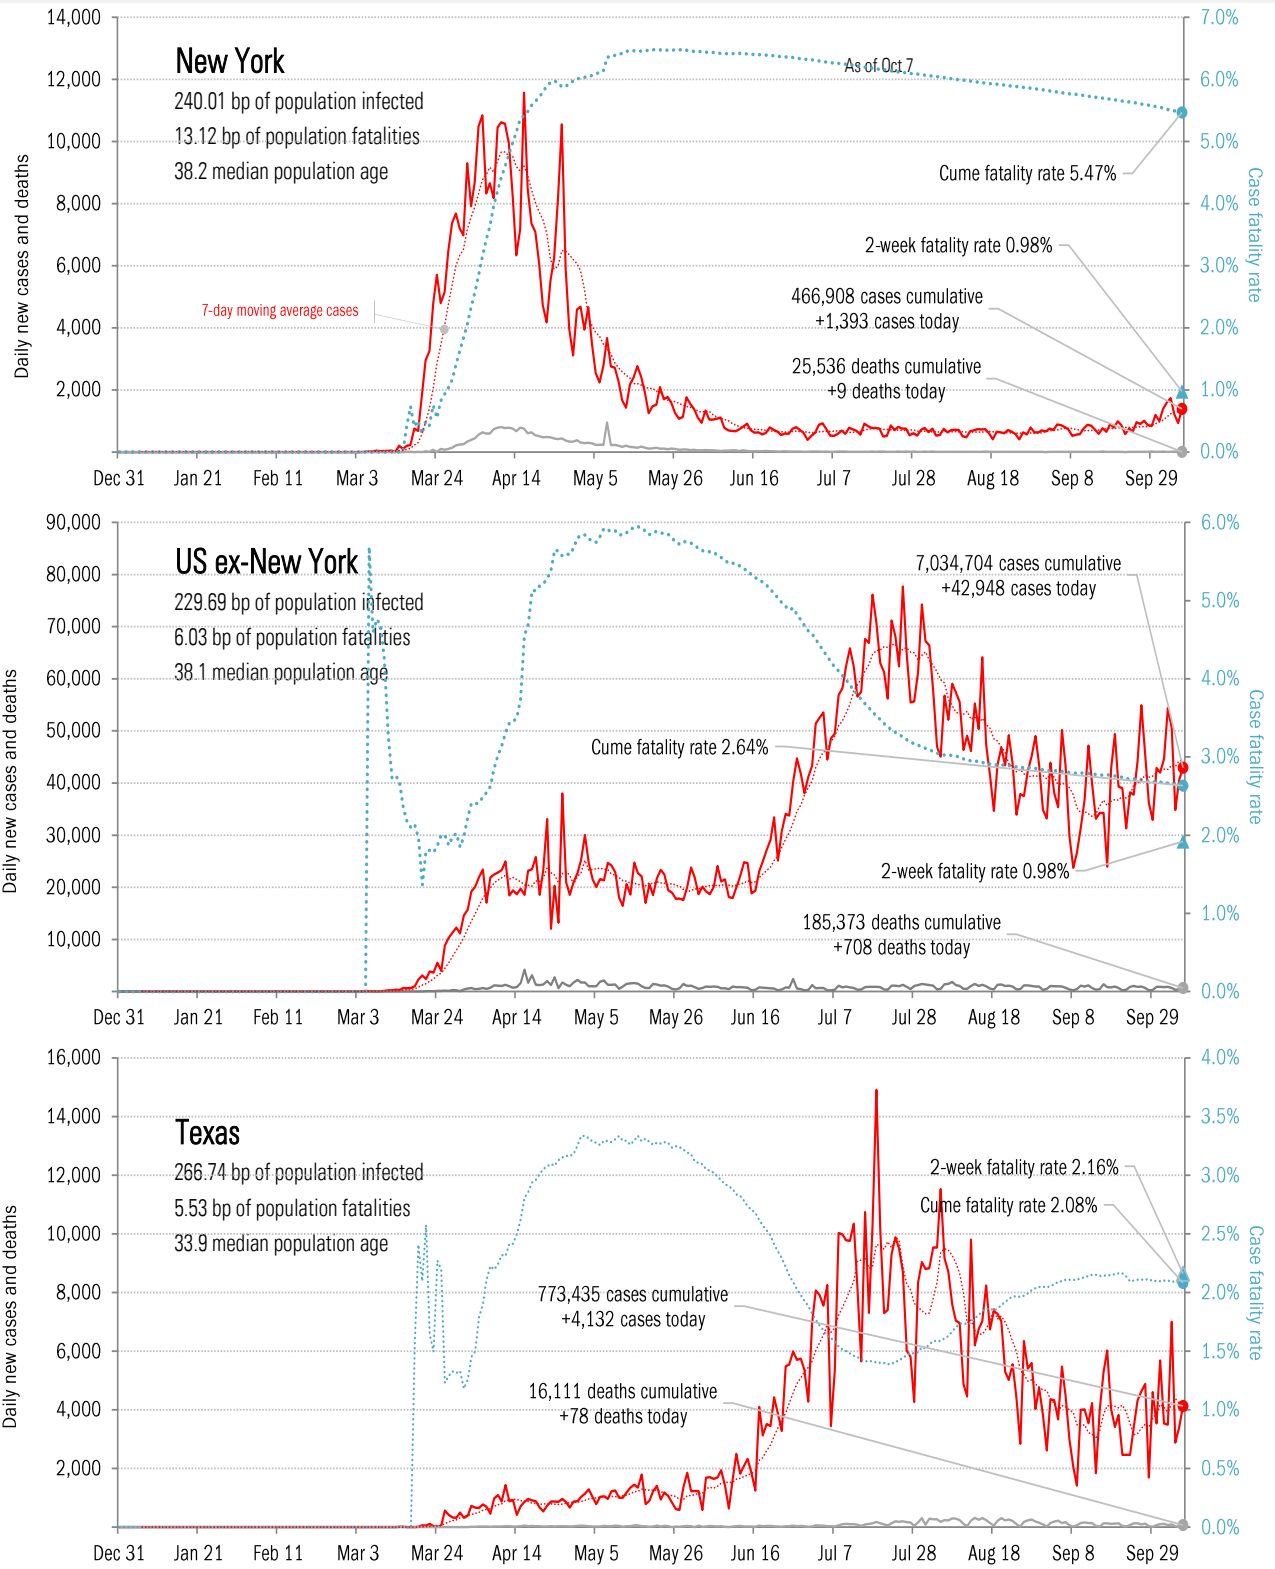 14,000
12,000
10,000
8,000
6,000
4,000
2,000
7.0%
6.0%
5.0%
4.0%
3.0%
2.0%
1.0%
0.0%
Daily new cases and deaths
Case fatality rate
New York
240.01 bp of population infected
13.12 bp of population fatalities
38.2 median population age
As of Oct 7
Cume fatality rate 5.47%
2-week fatality rate 0.98%
466,908 cases cumulative
+1,393 cases today
25,536 deaths cumulative
+9 deaths today
7-day moving average cases
Dec 31 Jan 21 Feb 11 Mar 3 Mar 24 Apr 14 May 5 May 26 Jun 16 Jul 7 Jul 28 Aug 18 Sep 8 Sep 29
90,000
80,000
70,000
60,000
50,000
40,000
30,000
20,000
10,000
6.0%
5.0%
4.0%
3.0%
2.0%
1.0%
0.0%
Daily new cases and deaths
Case fatality rate
US ex-New York
229.69 bp of population infected
6.03 bp of population fatalities
38.1 median population age
7,034,704 cases cumulative
+42,948 cases today
Cume fatality rate 2.64%
2-week fatality rate 0.98%
185,373 deaths cumulative
+708 deaths today
Dec 31 Jan 21 Feb 11 Mar 3 Mar 24 Apr 14 May 5 May 26 Jun 16 Jul 7 Jul 28 Aug 18 Sep 8 Sep 29
16,000
14,000
12,000
10,000
8,000
6,000
4,000
2,000
4.0%
3.5%
3.0%
2.5%
2.0%
1.5%
1.0%
0.5%
0.0%
Daily new cases and deaths
Case fatality rate
Texas
266.74 bp of population infected
5.53 bp of population fatalities
33.9 median population age
2-week fatality rate 2.16%
Cume fatality rate 2.08%
773,435 cases cumulative
+4,132 cases today
16,111 deaths cumulative
+78 deaths today
Dec 31 Jan 21 Feb 11 Mar 3 Mar 24 Apr 14 May 5 May 26 Jun 16 Jul 7 Jul 28 Aug 18 Sep 8 Sep 29